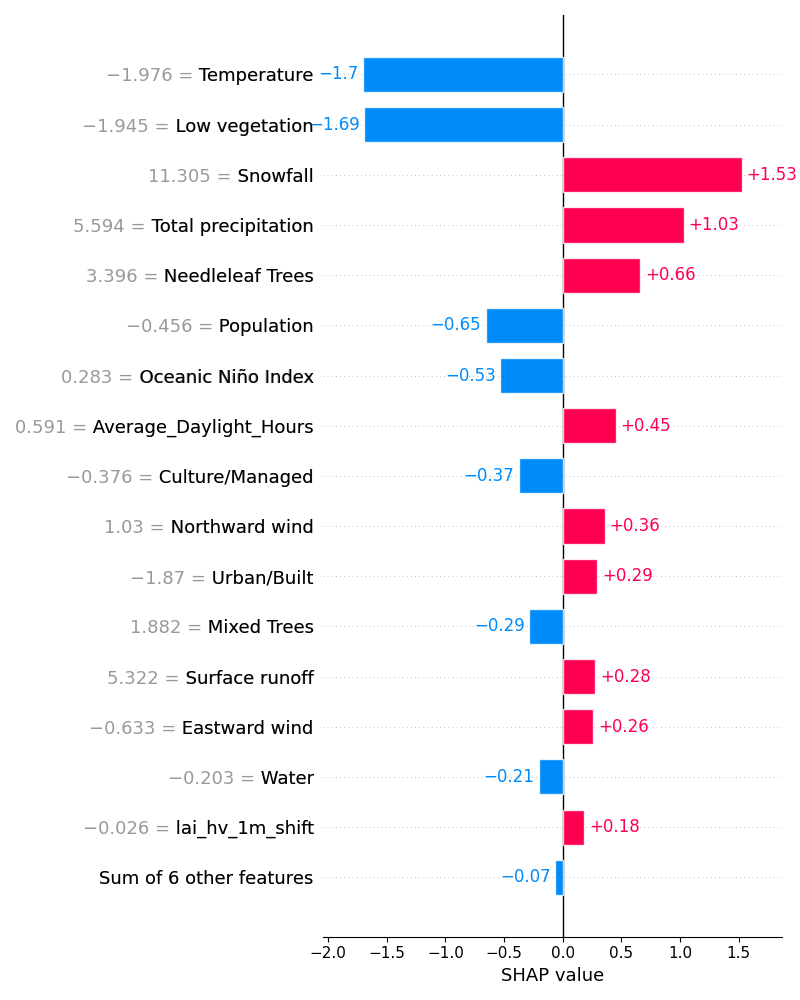 −1.976 = Temperature −1.7
−1.945 = Low vegetation −1.69
11.305 = Snowfall +1.53
5.594 = Total precipitation +1.03
3.396 = Needleleaf Trees +0.66
−0.456 = Population −0.65
0.283 = Oceanic Niño Index −0.53
0.591 = Average_Daylight_Hours +0.45
−0.376 = Culture/Managed −0.37
1.03 = Northward wind +0.36
−1.87 = Urban/Built +0.29
1.882 = Mixed Trees −0.29
5.322 = Surface runoff +0.28
−0.633 = Eastward wind +0.26
−0.203 = Water −0.21
−0.026 = lai_hv_1m_shift +0.18
Sum of 6 other features −0.07
−2.0 −1.5 −1.0 −0.5 0.0 0.5 1.0 1.5
SHAP value